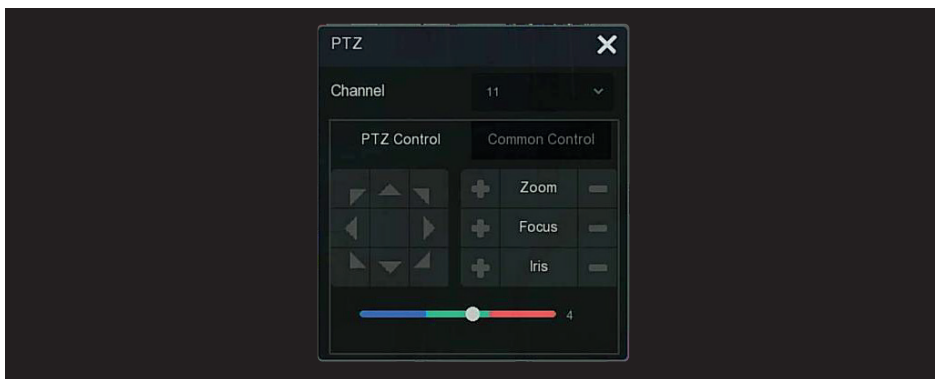 PTZ
Channel 11
PTZ Control Common Control
Zoom
Focus
Iris
4